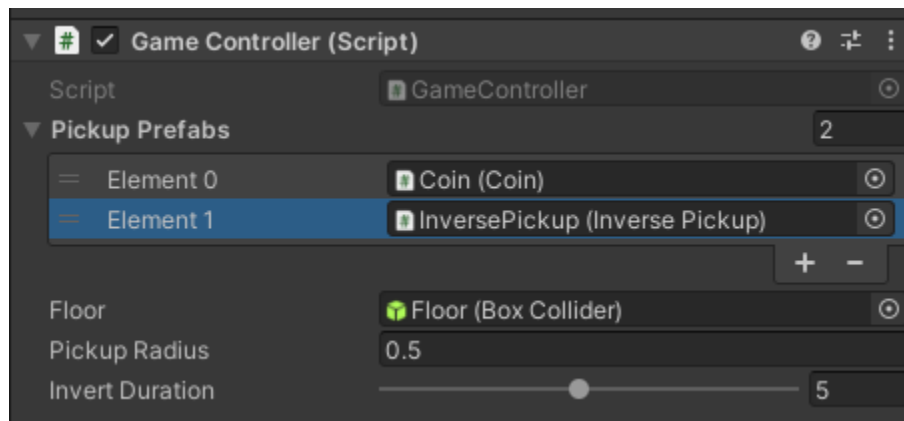 Game Controller (Script)
Script # GameController
Pickup Prefabs 2
Element 0 # Coin (Coin)
Element 1 # InversePickup (Inverse Pickup)
+ −
Floor Floor (Box Collider)
Pickup Radius 0.5
Invert Duration 5